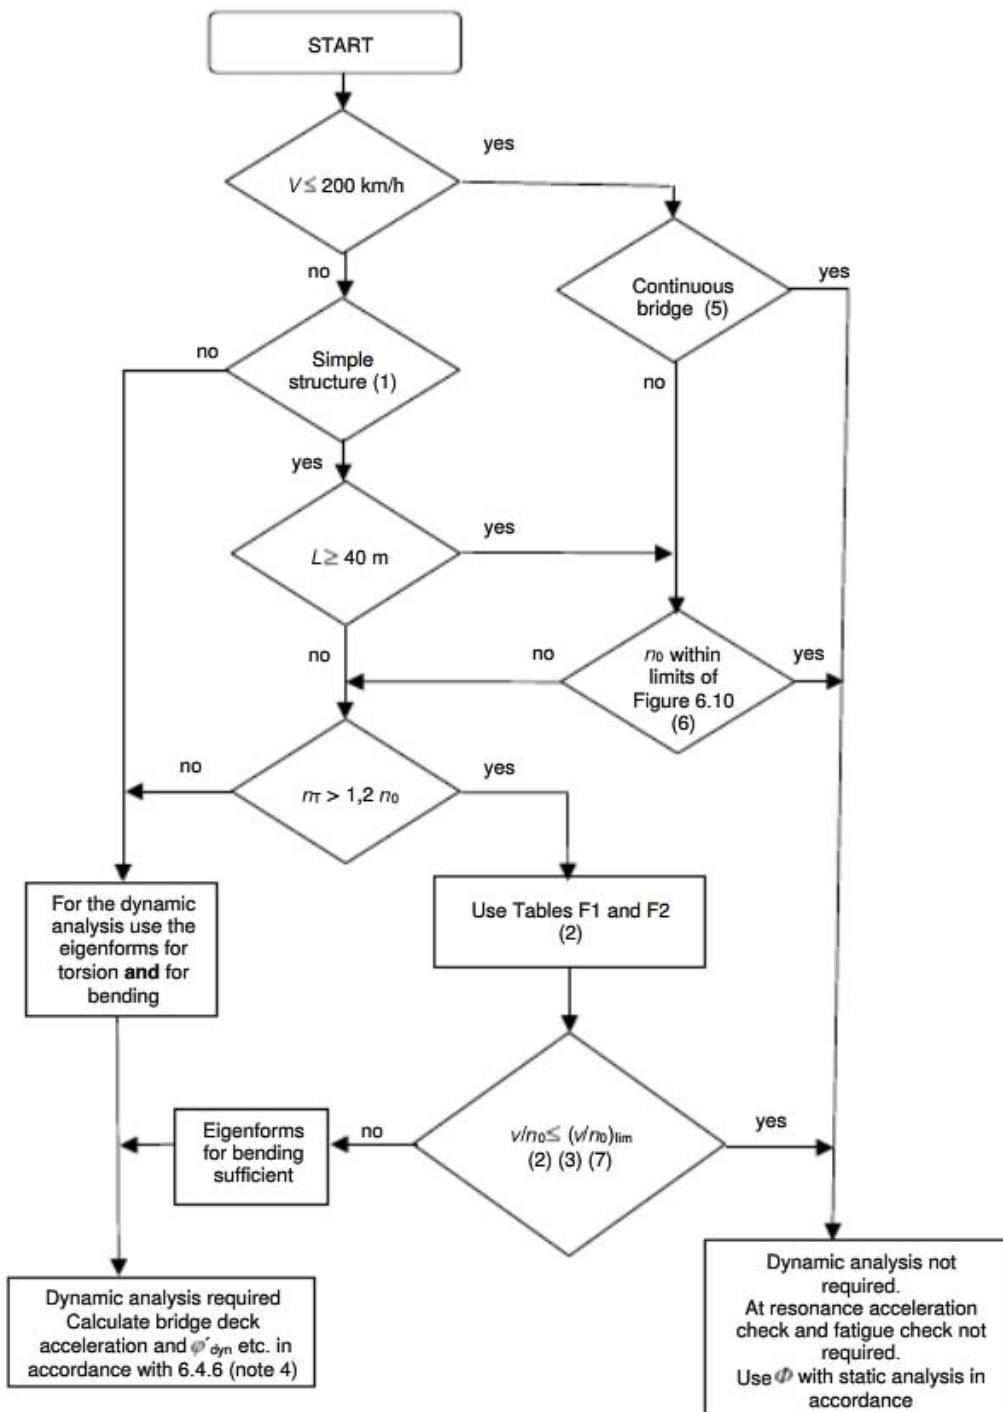 START
yes
V ≤ 200 km/h
no
Continuous
bridge (5)
yes
no
Simple
structure (1)
no
yes
L ≥ 40 m
yes
no
no
n0 within
limits of
Figure 6.10
(6)
yes
no
nT > 1,2 n0
yes
For the dynamic
analysis use the
eigenforms for
torsion and for
bending
Use Tables F1 and F2
(2)
Eigenforms
for bending
sufficient
no
v/n0 ≤ (v/n0)lim
(2) (3) (7)
yes
Dynamic analysis required
Calculate bridge deck
acceleration and φ′dyn etc. in
accordance with 6.4.6 (note 4)
Dynamic analysis not
required.
At resonance acceleration
check and fatigue check not
required.
Use Φ with static analysis in
accordance